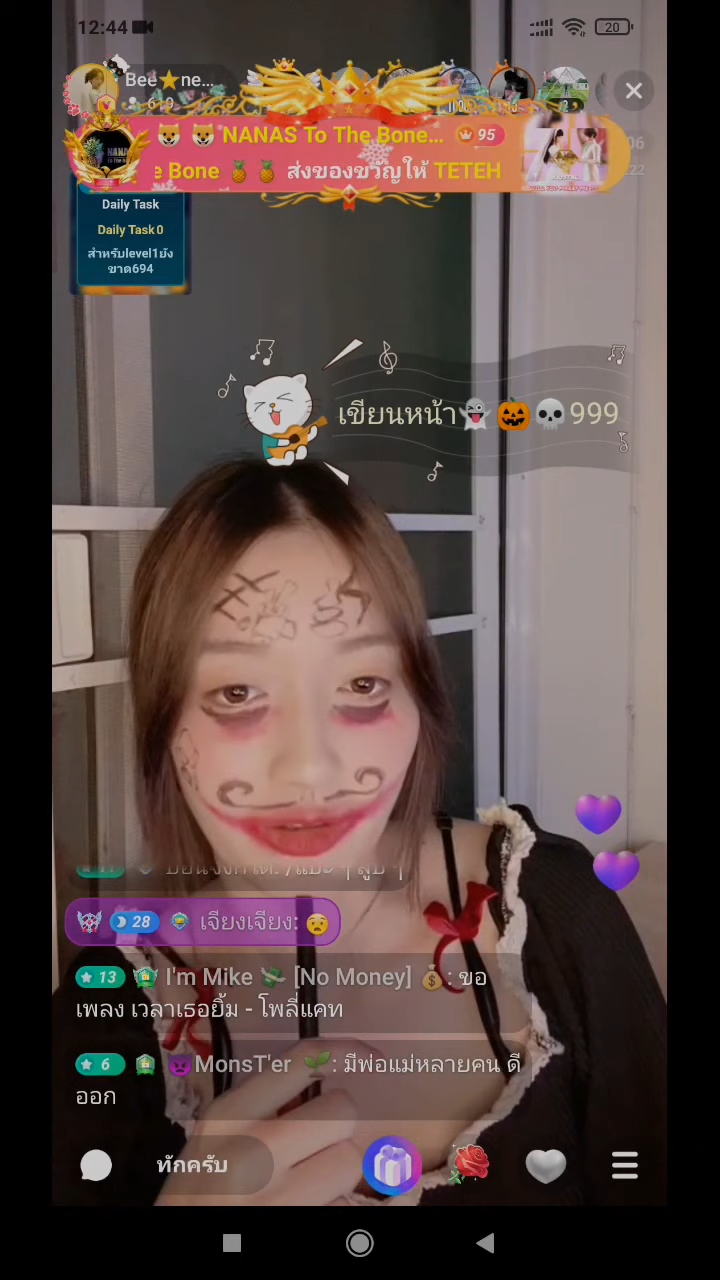 12:44
20
Bee⭐ne…
NANAS To The Bone… 95
e Bone 🍍 🍍 ส่งของขวัญให้ TETEH
Daily Task
Daily Task 0
สำหรับlevel1ยัง
ขาด694
เขียนหน้า👻🎃💀999
28 เจียงเจียง: 😧
13 I'm Mike 💸 [No Money] 💰: ขอ
เพลง เวลาเธอยิ้ม - โพลี่แคท
6 😈MonsT'er 🌱: มีพ่อแม่หลายคน ดี
ออก
ทักครับ